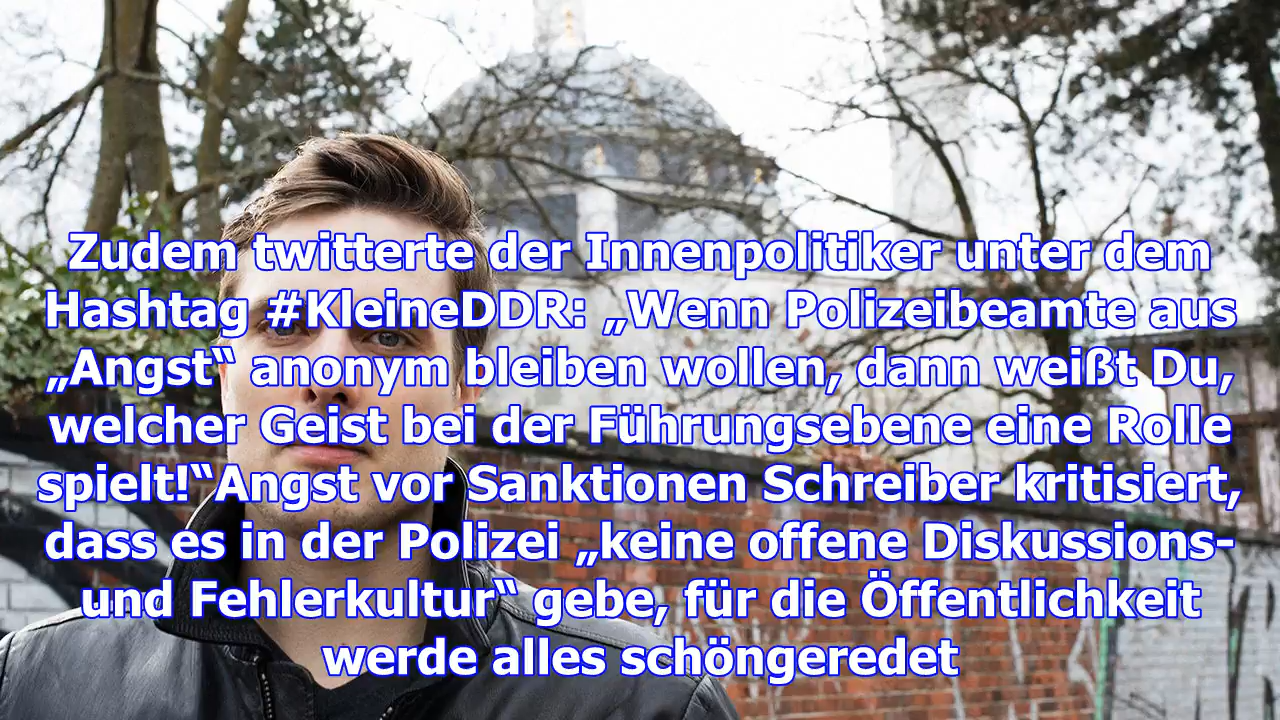 Zudem twitterte der Innenpolitiker unter dem
Hashtag #KleineDDR: „Wenn Polizeibeamte aus
„Angst“ anonym bleiben wollen, dann weißt Du,
welcher Geist bei der Führungsebene eine Rolle
spielt!“Angst vor Sanktionen Schreiber kritisiert,
dass es in der Polizei „keine offene Diskussions-
und Fehlerkultur“ gebe, für die Öffentlichkeit
werde alles schöngeredet